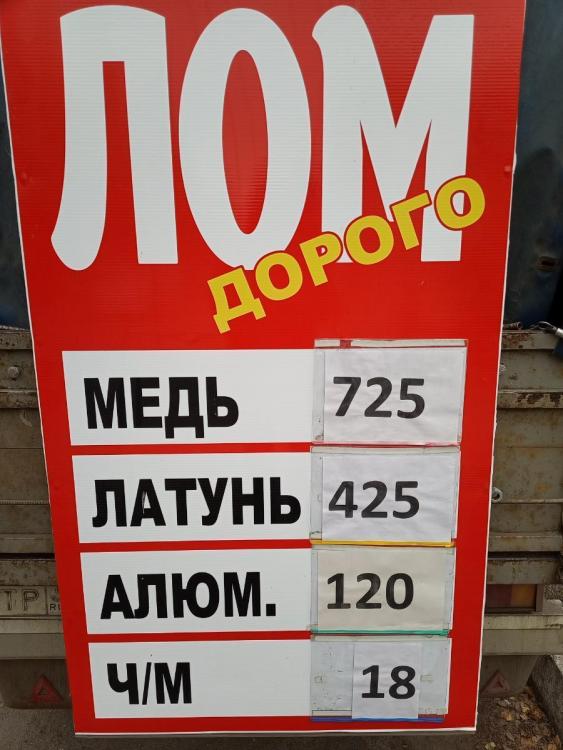 ЛОМ
ДОРОГО
МЕДЬ 725
ЛАТУНЬ 425
АЛЮМ. 120
Ч/М 18